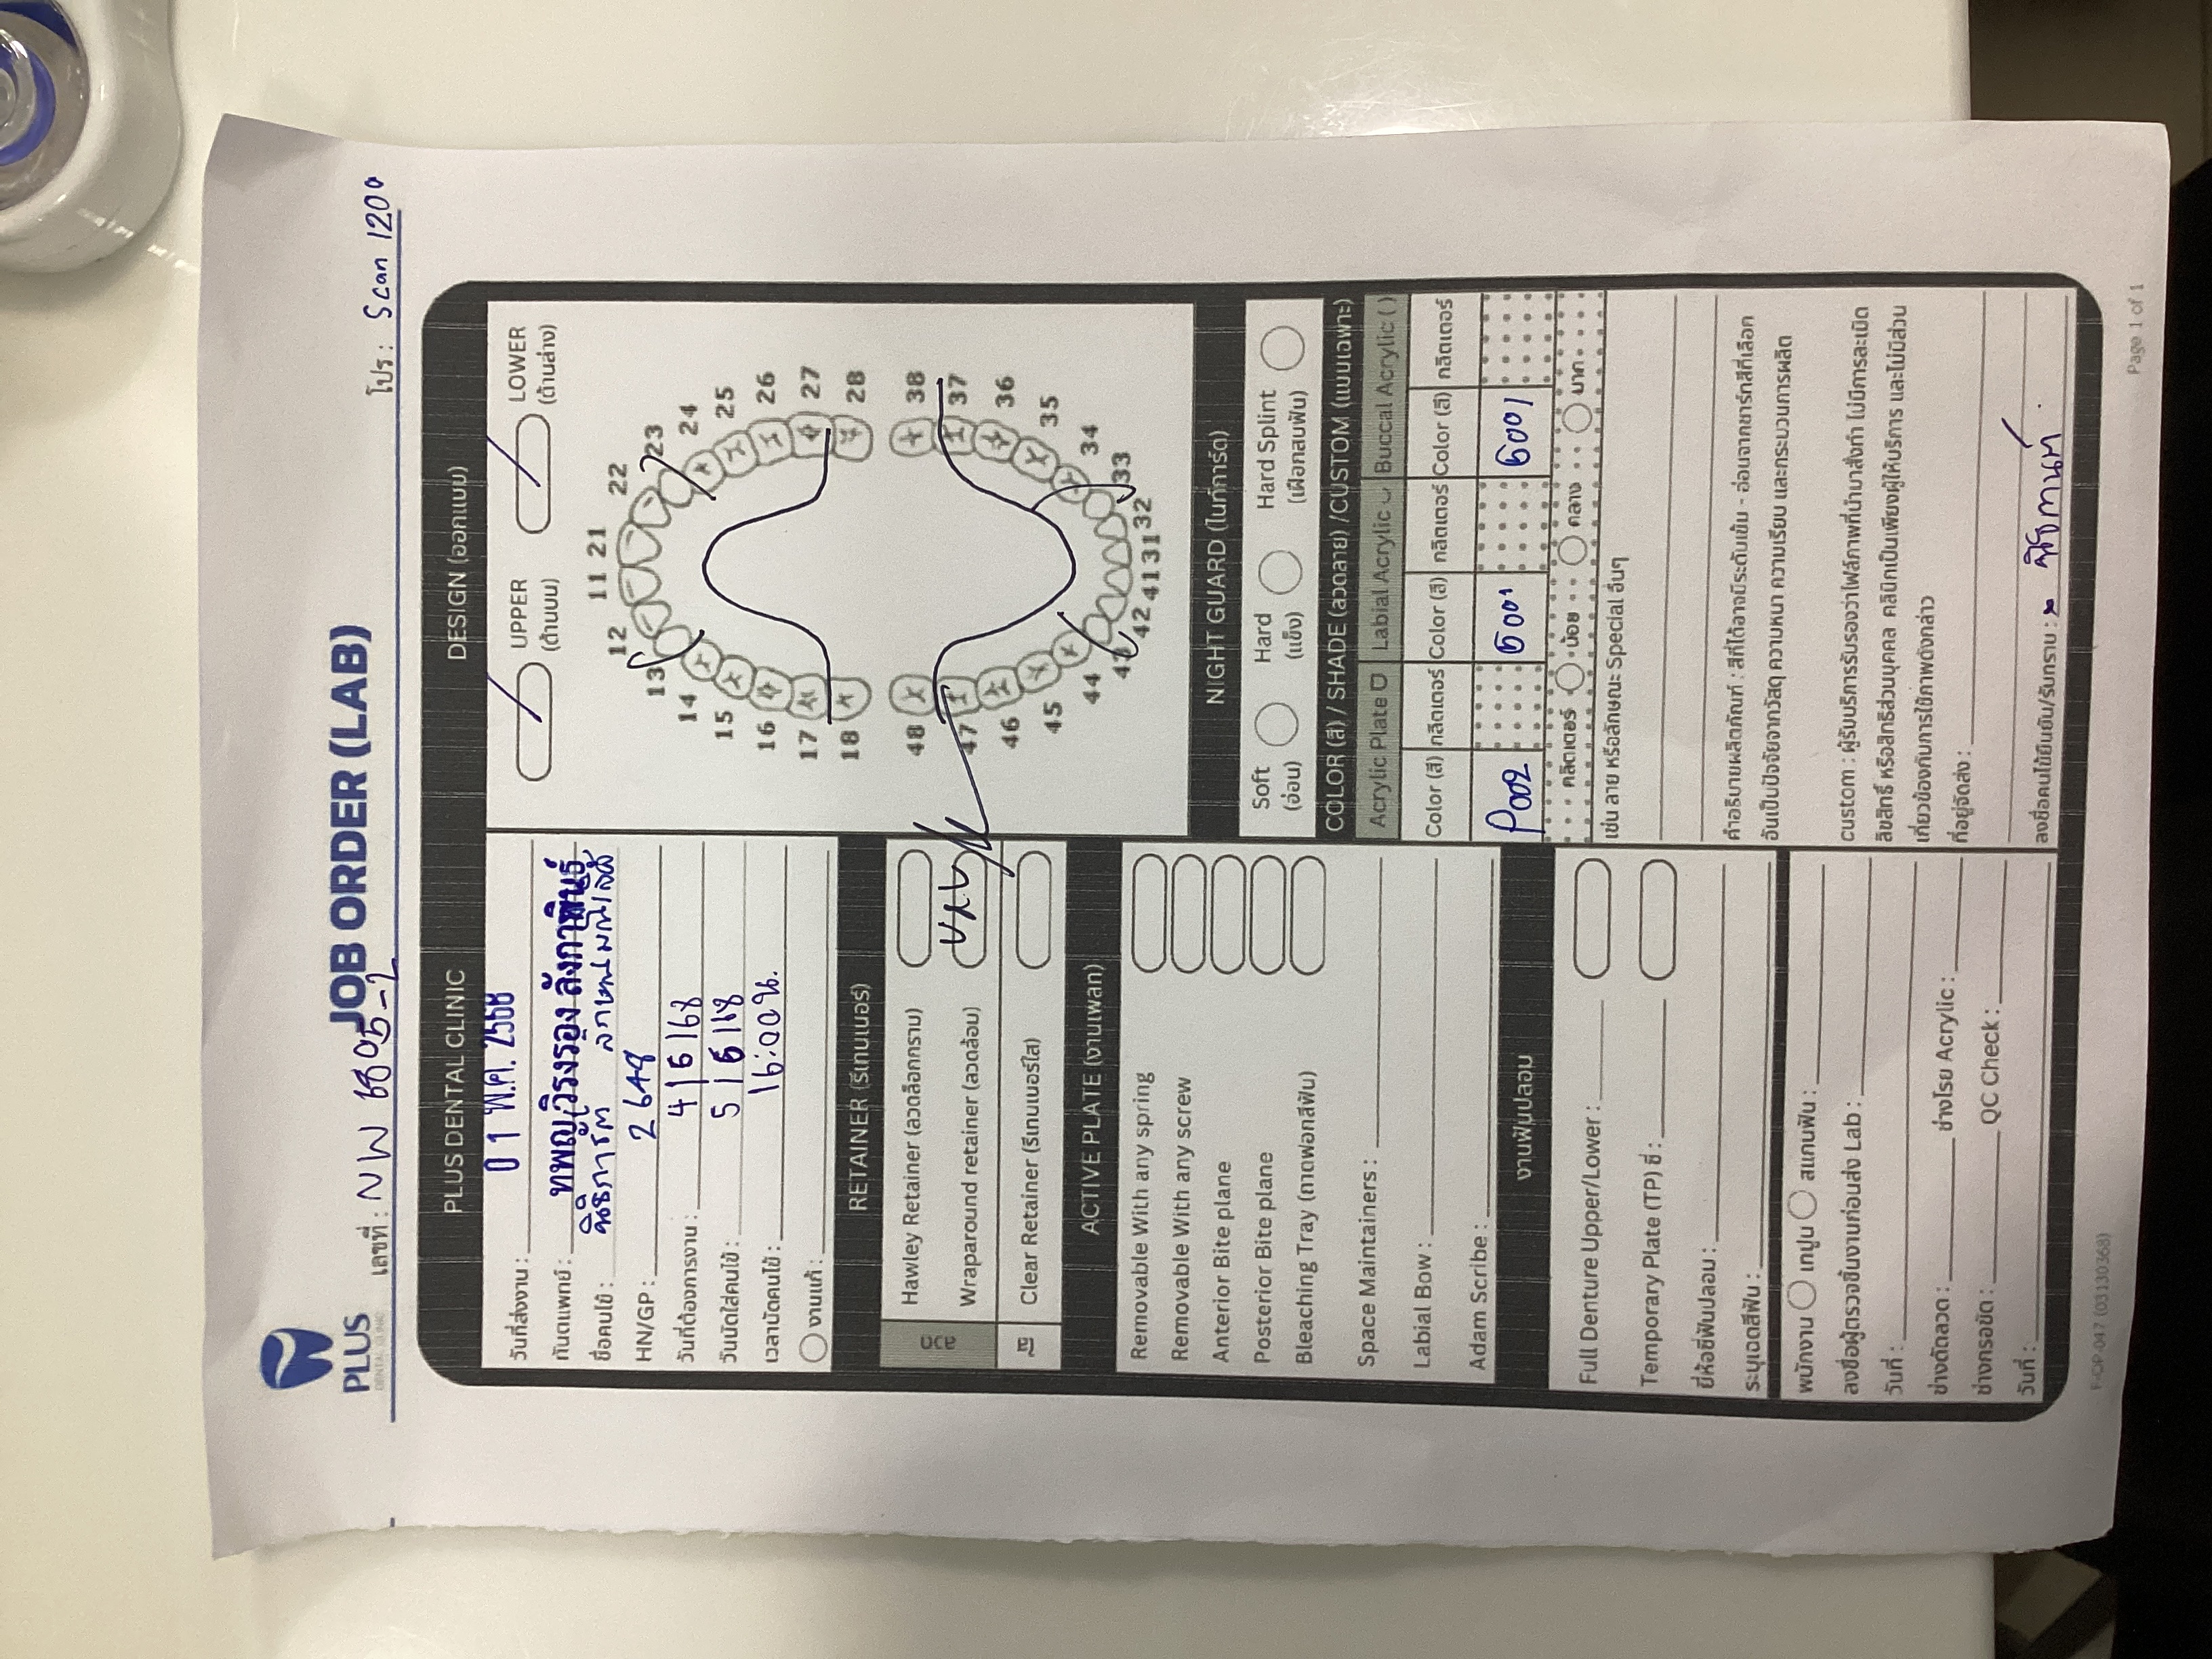 PLUS
DENTAL CLINIC
JOB ORDER (LAB)
เลขที่ : NW 6805-2
โปร : Scan 1200
PLUS DENTAL CLINIC
วันที่ส่งงาน : 01 พ.ค. 2568
ทันตแพทย์ : ทพญ.วิรงรอง ลังกาพินธุ์
ชื่อคนไข้ :
HN/GP : 2648
วันที่ต้องการงาน : 4/5/68
วันนัดใส่คนไข้ : 5/5/68
เวลานัดคนไข้ : 16:00 น.
งานแก้ :
RETAINER (รีเทนเนอร์)
ลวด
Hawley Retainer (ลวดล็อกกราม)
Wraparound retainer (ลวดล้อม) บน/ล
ใส
Clear Retainer (รีเทนเนอร์ใส)
ACTIVE PLATE (งานเพลท)
Removable With any spring
Removable With any screw
Anterior Bite plane
Posterior Bite plane
Bleaching Tray (ถาดฟอกสีฟัน)
Space Maintainers :
Labial Bow :
Adam Scribe :
งานฟันปลอม
Full Denture Upper/Lower :
Temporary Plate (TP) ซี่ :
ยี่ห้อซี่ฟันปลอม :
ระบุเฉดสีฟัน :
พนักงาน เทปูน สแกนฟัน :
ลงชื่อผู้ตรวจชิ้นงานก่อนส่ง Lab :
วันที่ :
ช่างดัดลวด : ช่างโรย Acrylic :
ช่างกรอขัด : QC Check :
วันที่ :
DESIGN (ออกแบบ)
UPPER LOWER
(ด้านบน) (ด้านล่าง)
11 21
12 22
13 23
14 24
15 25
16 26
17 27
18 28
48 38
47 37
46 36
45 35
44 34
43 33
42 41 31 32
NIGHT GUARD (ไนท์การ์ด)
Soft Hard Hard Splint
(อ่อน) (แข็ง) (เฝือกสบฟัน)
COLOR (สี) / SHADE (ลวดลาย) /CUSTOM (แบบเฉพาะ)
Acrylic Plate Labial Acrylic Buccal Acrylic ( )
Color (สี) กลิตเตอร์ Color (สี) กลิตเตอร์ Color (สี) กลิตเตอร์
P002 G001 G001
กลิตเตอร์ น้อย กลาง มาก
เช่น ลาย หรือลักษณะ Special อื่นๆ
คำอธิบายผลิตภัณฑ์ : สีที่ได้อาจมีระดับเข้ม - อ่อนจากชาร์ทสีที่เลือก
อันเป็นปัจจัยจากวัสดุ ความหนา ความเรียบ และกระบวนการผลิต
custom : ผู้รับบริการรับรองว่าไฟล์ภาพที่นำมาสั่งทำ ไม่มีการละเมิด
ลิขสิทธิ์ หรือสิทธิส่วนบุคคล คลินิกเป็นเพียงผู้ให้บริการ และไม่มีส่วน
เกี่ยวข้องกับการใช้ภาพดังกล่าว
ที่อยู่จัดส่ง :
ลงชื่อคนไข้ยืนยัน/รับทราบ :
F-OP-047 (03130368)
Page 1 of 1